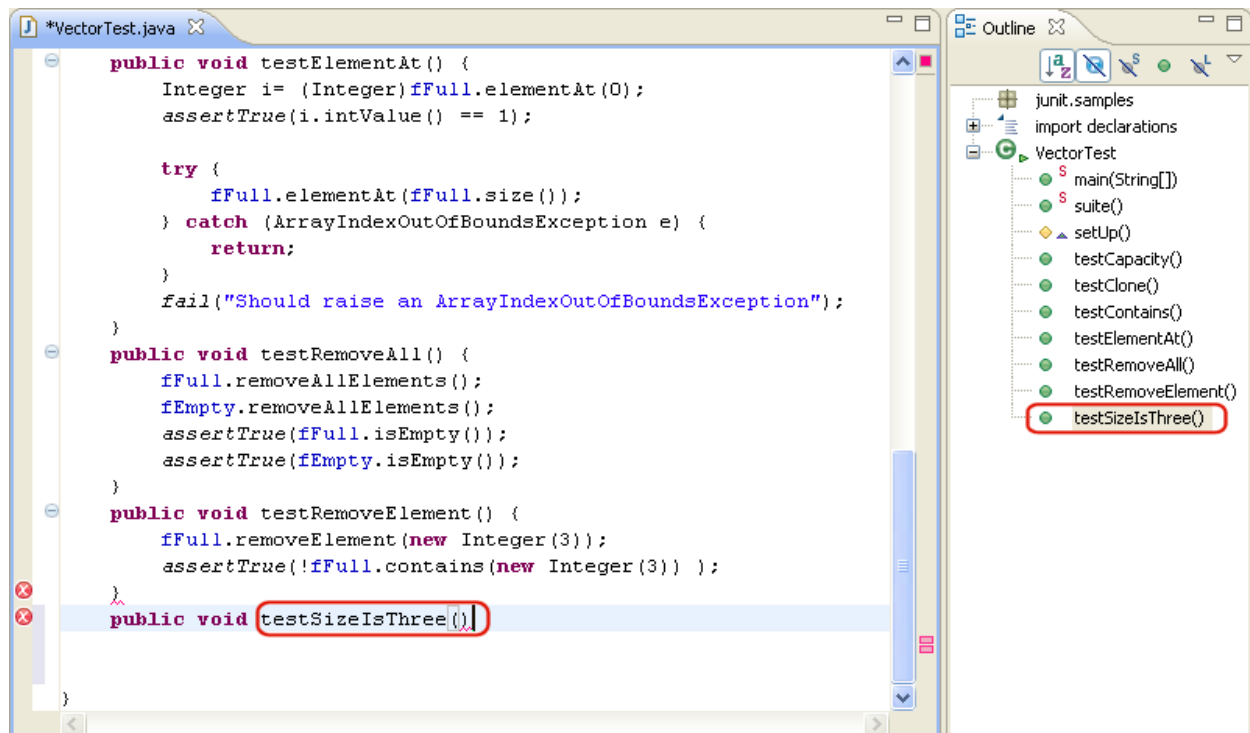 *VectorTest.java
public void testElementAt() {
Integer i= (Integer)fFull.elementAt(0);
assertTrue(i.intValue() == 1);
try {
fFull.elementAt(fFull.size());
} catch (ArrayIndexOutOfBoundsException e) {
return;
}
fail("Should raise an ArrayIndexOutOfBoundsException");
}
public void testRemoveAll() {
fFull.removeAllElements();
fEmpty.removeAllElements();
assertTrue(fFull.isEmpty());
assertTrue(fEmpty.isEmpty());
}
public void testRemoveElement() {
fFull.removeElement(new Integer(3));
assertTrue(!fFull.contains(new Integer(3)) );
}
public void testSizeIsThree()
}
Outline
junit.samples
import declarations
VectorTest
main(String[])
suite()
setUp()
testCapacity()
testClone()
testContains()
testElementAt()
testRemoveAll()
testRemoveElement()
testSizeIsThree()